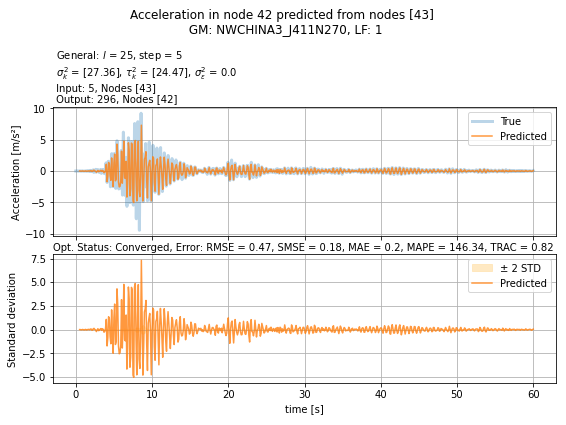 Acceleration in node 42 predicted from nodes [43]
GM: NWCHINA3_J411N270, LF: 1
General: l = 25, step = 5
σ²ₖ = [27.36], τ²ₖ = [24.47], σ²ε = 0.0
Input: 5, Nodes [43]
Output: 296, Nodes [42]
10
5
0
−5
−10
Acceleration [m/s²]
True
Predicted
Opt. Status: Converged, Error: RMSE = 0.47, SMSE = 0.18, MAE = 0.2, MAPE = 146.34, TRAC = 0.82
7.5
5.0
2.5
0.0
−2.5
−5.0
Standard deviation
± 2 STD
Predicted
0 10 20 30 40 50 60
time [s]